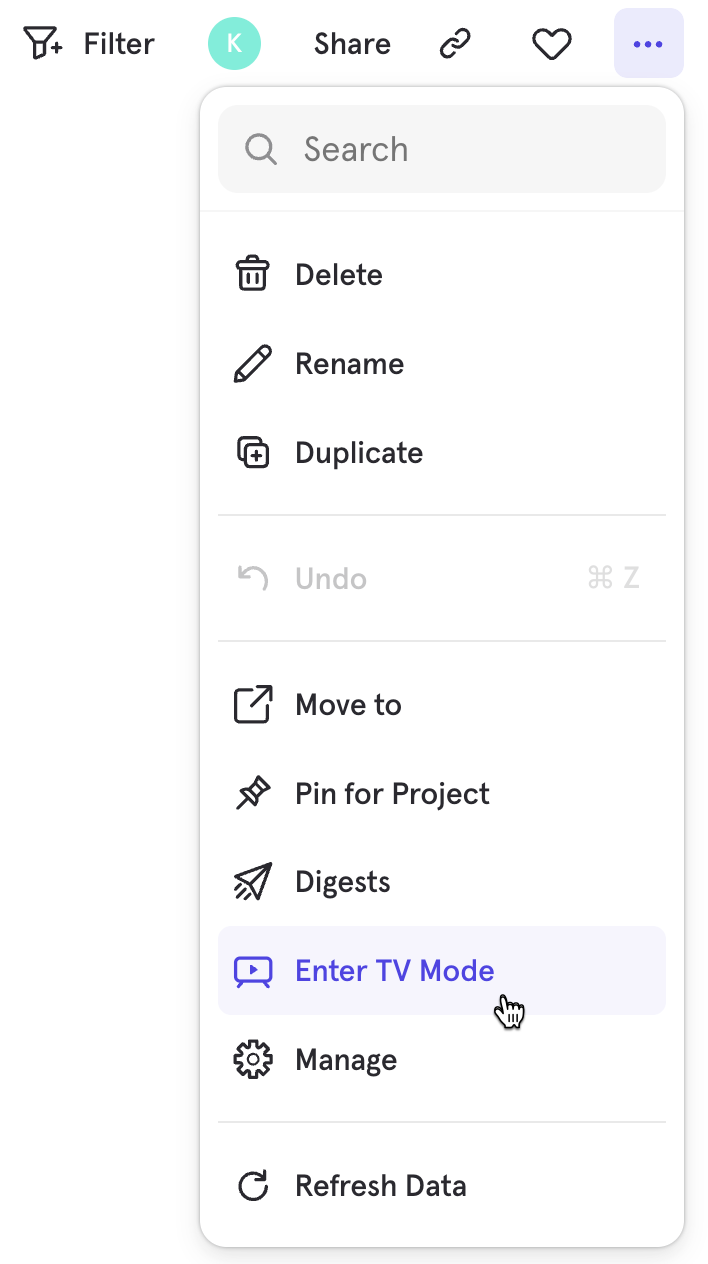 Filter K Share
Search
Delete
Rename
Duplicate
Undo ⌘ Z
Move to
Pin for Project
Digests
Enter TV Mode
Manage
Refresh Data